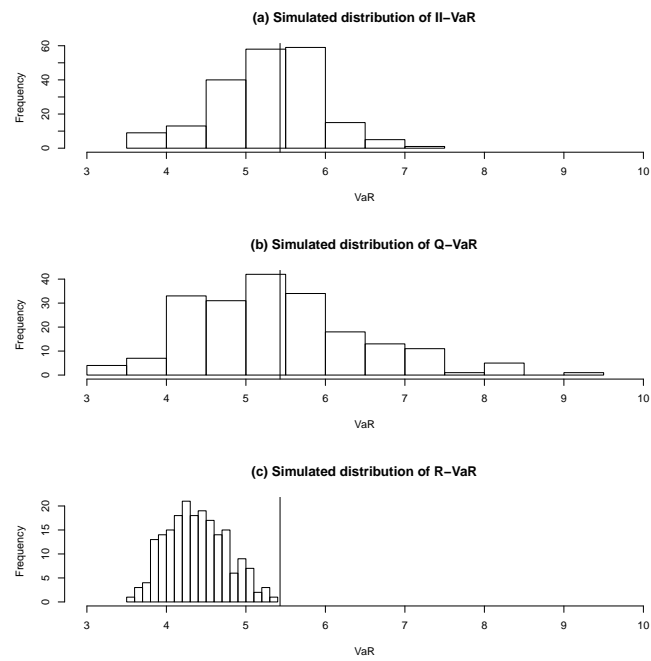 (a) Simulated distribution of II−VaR
Frequency
0
20
40
60
3 4 5 6 7 8 9 10
VaR
(b) Simulated distribution of Q−VaR
Frequency
0
10
20
30
40
3 4 5 6 7 8 9 10
VaR
(c) Simulated distribution of R−VaR
Frequency
0
5
10
15
20
3 4 5 6 7 8 9 10
VaR